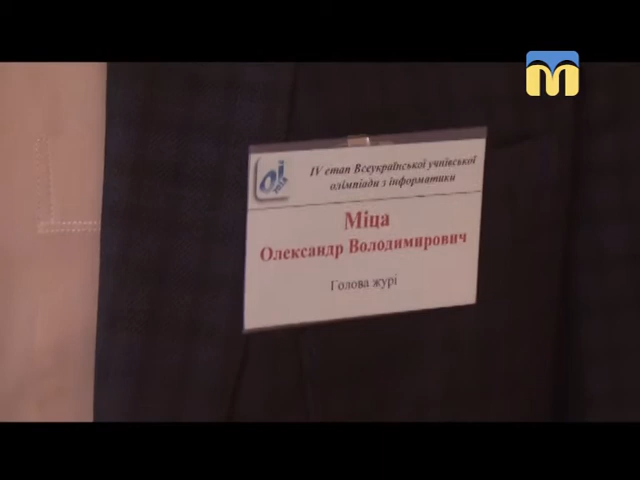 IV етап Всеукраїнської учнівської
олімпіади з інформатики
Міца
Олександр Володимирович
Голова журі